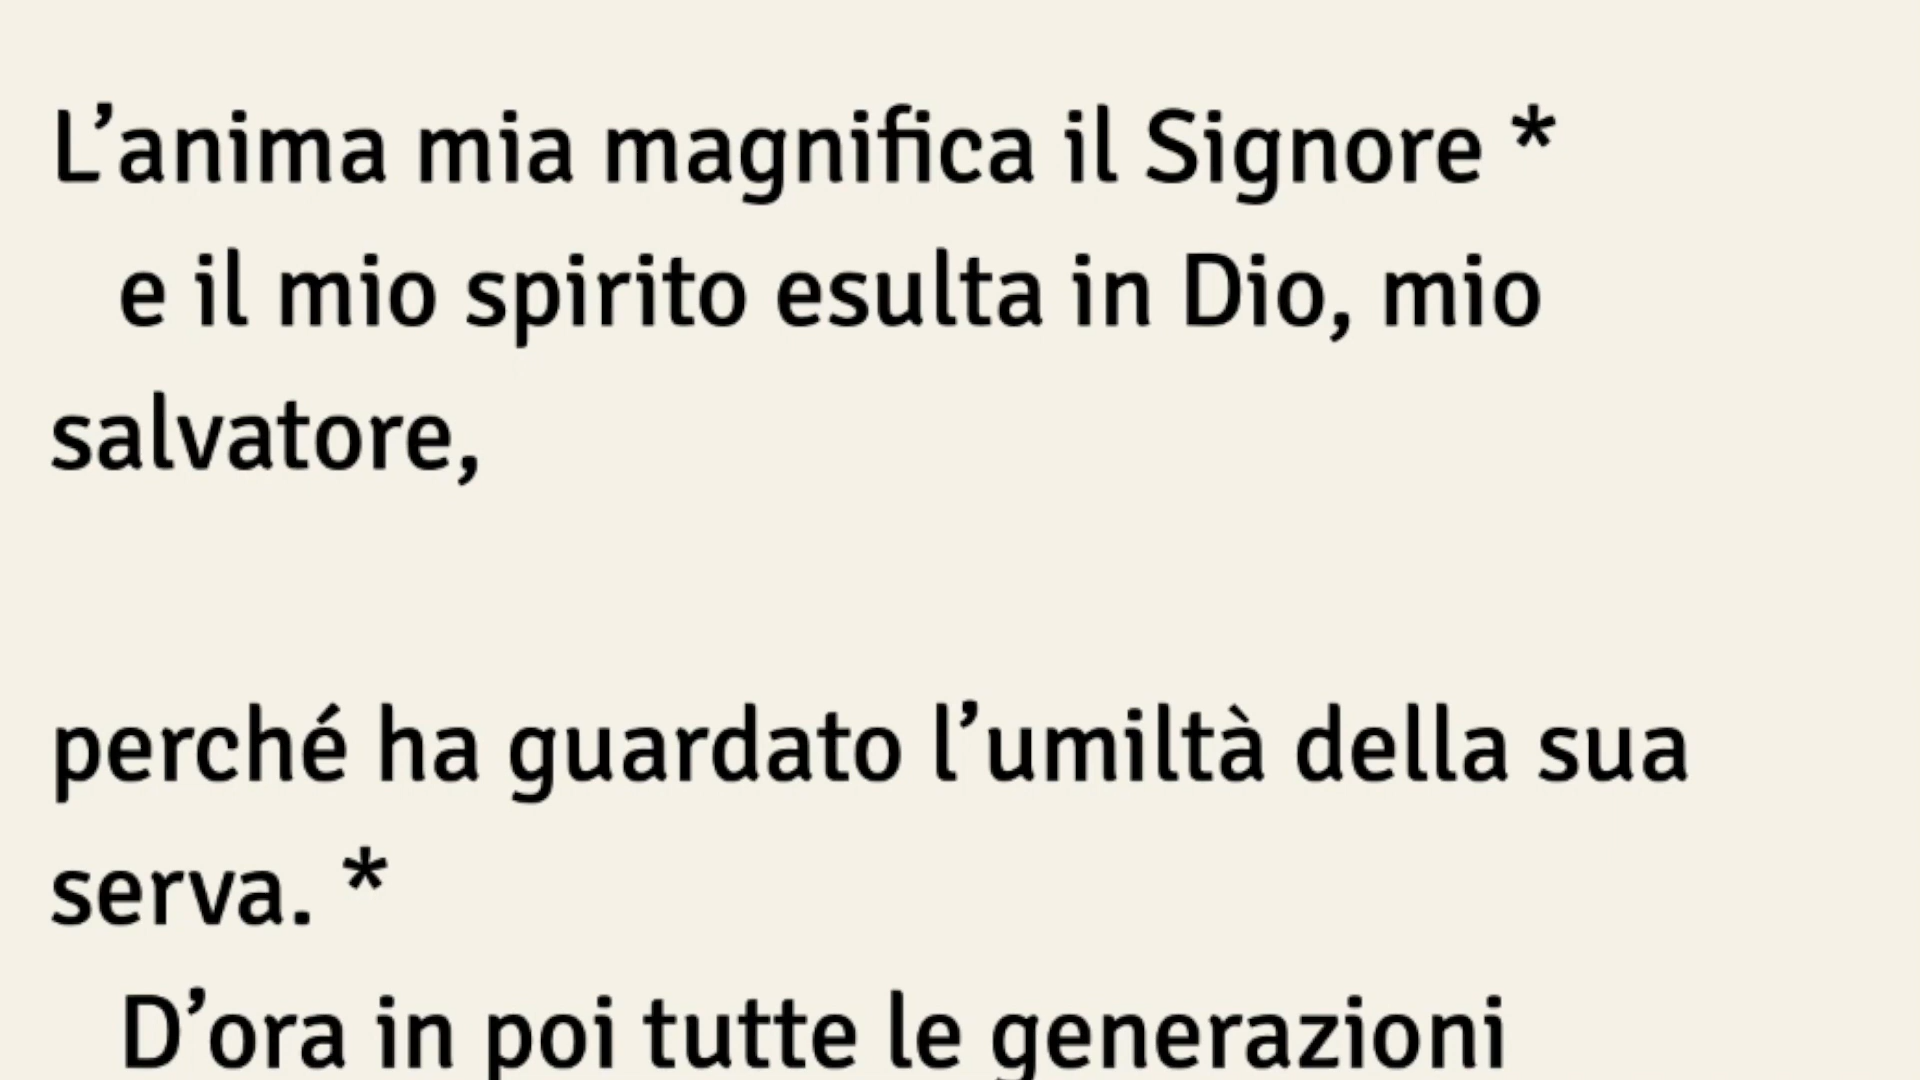 L’anima mia magnifica il Signore *
e il mio spirito esulta in Dio, mio
salvatore,
perché ha guardato l’umiltà della sua
serva. *
D’ora in poi tutte le generazioni